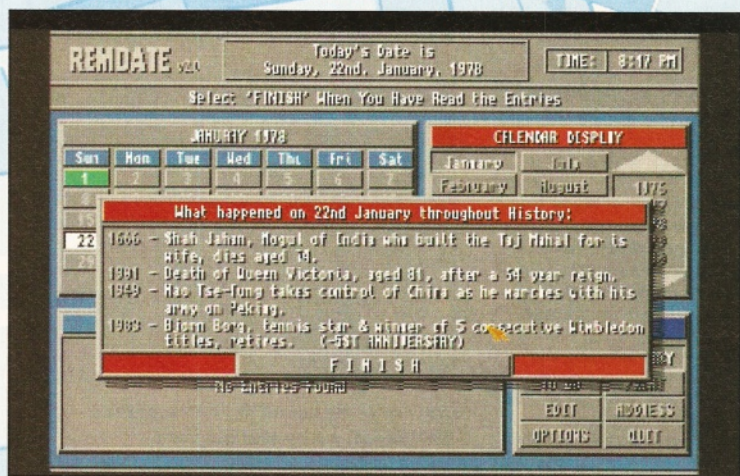 REMDATE v2.0
Today's Date is
Sunday, 22nd, January, 1978
TIME: 8:17 PM
Select 'FINISH' When You Have Read the Entries
JANUARY 1978
CALENDAR DISPLAY
Sun Mon Tue Wed Thu Fri Sat
1 2 3 4 5 6 7
January July
February August
1976
15
22
29
What happened on 22nd January throughout History:
1666 - Shah Jahan, Mogul of India who built the Taj Mahal for is
wife, dies aged 74.
1901 - Death of Queen Victoria, aged 81, after a 64 year reign.
1949 - Mao Tse-Tung takes control of China as he marches with his
army on Peking.
1983 - Bjorn Borg, tennis star & winner of 5 consecutive Wimbledon
titles, retires. (-5ST ANNIVERSRY)
FINISH
No Entries Found
EDIT ADDRESS
OPTIONS QUIT